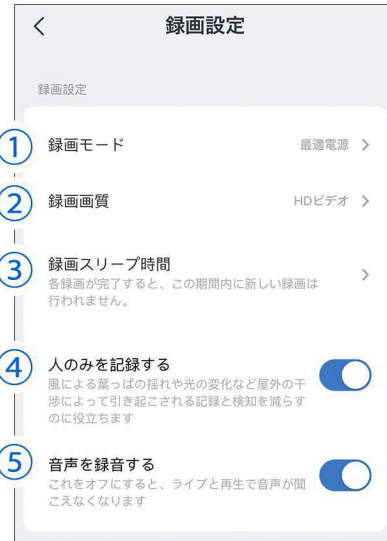 録画設定
録画設定
① 録画モード 最適電源
② 録画画質 HDビデオ
③ 録画スリープ時間
各録画が完了すると、この期間内に新しい録画は
行われません。
④ 人のみを記録する
風による葉っぱの揺れや光の変化など屋外の干
渉によって引き起こされる記録と検知を減らす
のに役立ちます
⑤ 音声を録音する
これをオフにすると、ライブと再生で音声が聞
こえなくなります